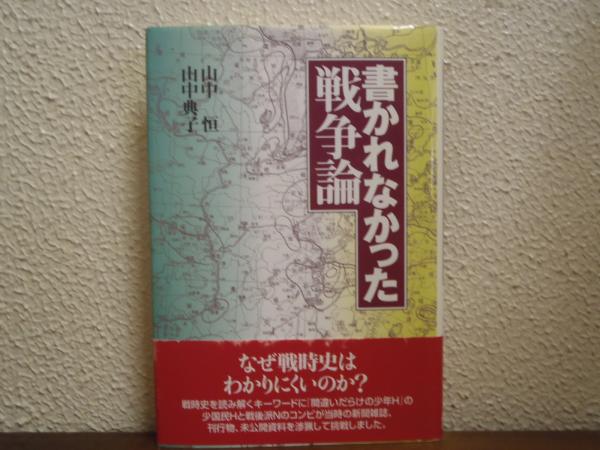 書かれなかった
戦争論
山中 恒
山中典子
なぜ戦時史は
わかりにくいのか?
戦時史を読み解くキーワードに『間違いだらけの少年H』の
少国民Hと戦後派Nのコンビが当時の新聞雑誌、
刊行物、未公開資料を渉猟して挑戦しました。